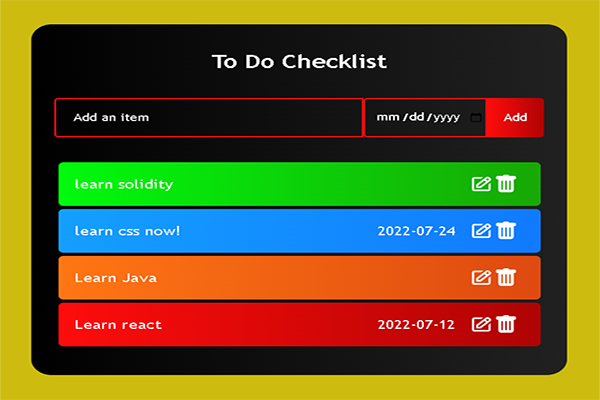 To Do Checklist
Add an item mm/dd/yyyy Add
learn solidity
learn css now! 2022-07-24
Learn Java
Learn react 2022-07-12